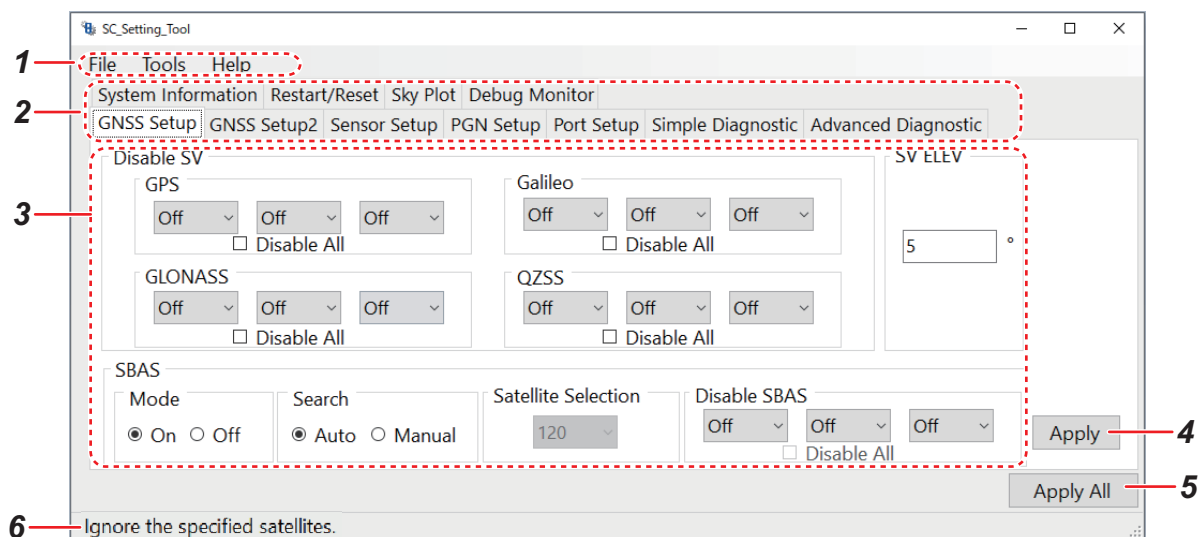 SC_Setting_Tool
1 File Tools Help
System Information Restart/Reset Sky Plot Debug Monitor
2
GNSS Setup GNSS Setup2 Sensor Setup PGN Setup Port Setup Simple Diagnostic Advanced Diagnostic
Disable SV SV ELEV
GPS Galileo
3 Off Off Off Off Off Off
Disable All Disable All
5 °
GLONASS QZSS
Off Off Off Off Off Off
Disable All Disable All
SBAS
Mode Search Satellite Selection Disable SBAS
On Off Auto Manual 120 Off Off Off Apply 4
Disable All
Apply All 5
6 Ignore the specified satellites.